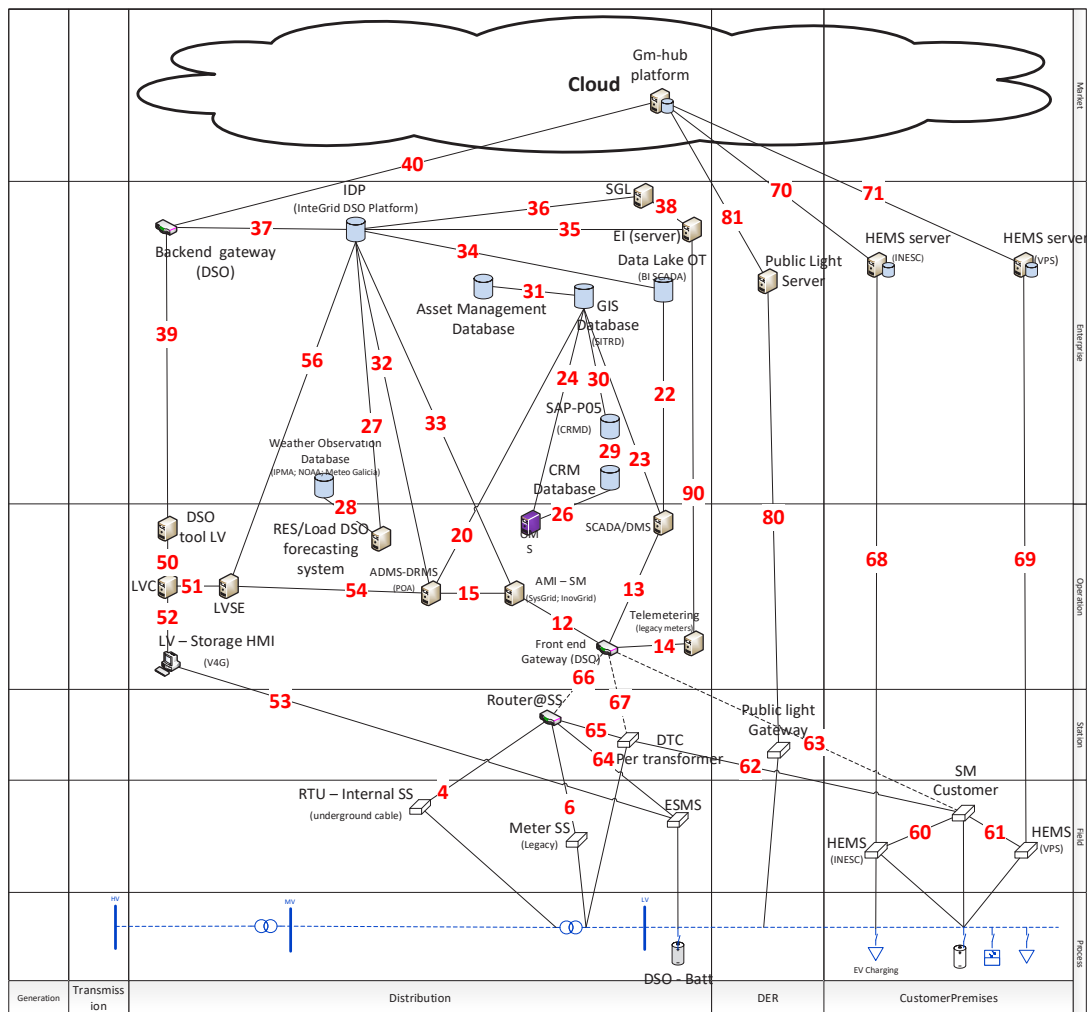 Gm-hub
platform
Cloud
Market
40
IDP
(InteGrid DSO Platform)
SGL
70
71
36
38
81
37
35
EI (server)
Backend gateway
(DSO)
34
Data Lake OT
(BI SCADA)
HEMS server
(INESC)
HEMS server
(VPS)
Public Light
Server
31
Asset Management
Database
GIS
Database
(SITRD)
Enterprise
39
56
32
24
30
22
27
33
SAP-P05
(CRMD)
29
23
Weather Observation
Database
(IPMA; NOAA; Meteo Galicia)
CRM
Database
90
28
26
80
DSO
tool LV
RES/Load DSO
forecasting
system
20
OM
S
SCADA/DMS
50
68
69
LVC
51
LVSE
54
ADMS-DRMS
(POA)
15
AMI – SM
(SysGrid; InovGrid)
13
Operation
52
12
Telemetering
(legacy meters)
LV – Storage HMI
(V4G)
Front end
Gateway (DSO)
14
66
53
Router@SS
67
Public light
Gateway
63
65
DTC
Per transformer
64
62
Station
SM
Customer
RTU – Internal SS
(underground cable)
4
6
ESMS
Meter SS
(Legacy)
60
61
HEMS
(INESC)
HEMS
(VPS)
Field
HV
MV
LV
EV Charging
DSO - Batt
Process
Generation
Transmiss
ion
Distribution
DER
CustomerPremises